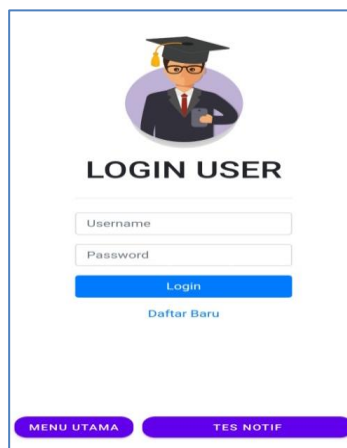 LOGIN USER
Username
Password
Login
Daftar Baru
MENU UTAMA
TES NOTIF